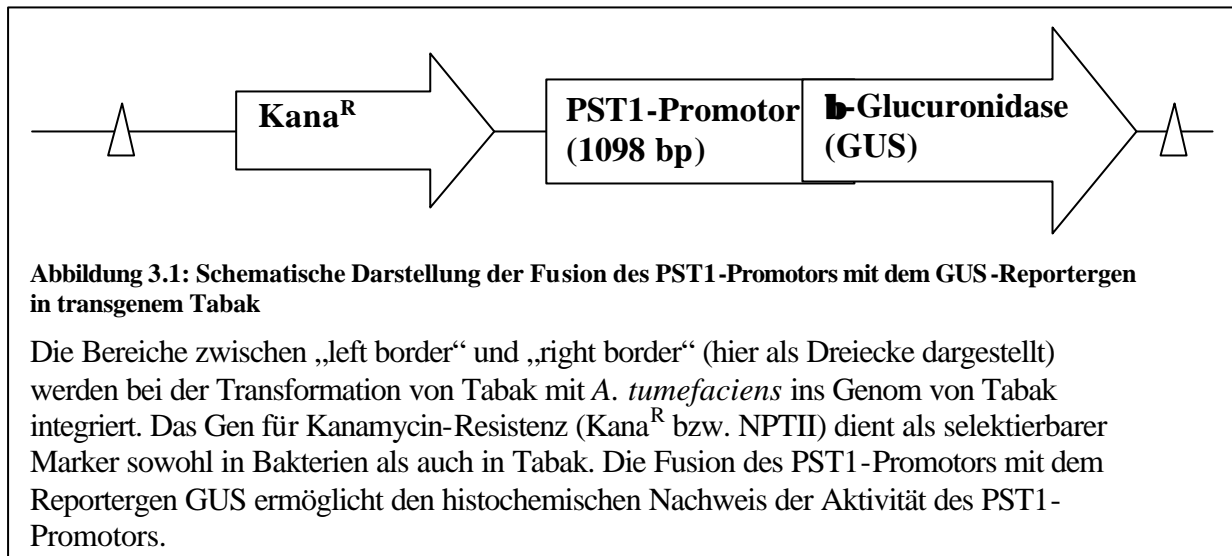 Kana^R
PST1-Promotor
(1098 bp)
b-Glucuronidase
(GUS)
Abbildung 3.1: Schematische Darstellung der Fusion des PST1-Promotors mit dem GUS-Reportergen
in transgenem Tabak
Die Bereiche zwischen „left border“ und „right border“ (hier als Dreiecke dargestellt)
werden bei der Transformation von Tabak mit A. tumefaciens ins Genom von Tabak
integriert. Das Gen für Kanamycin-Resistenz (Kana^R bzw. NPTII) dient als selektierbarer
Marker sowohl in Bakterien als auch in Tabak. Die Fusion des PST1-Promotors mit dem
Reportergen GUS ermöglicht den histochemischen Nachweis der Aktivität des PST1-
Promotors.